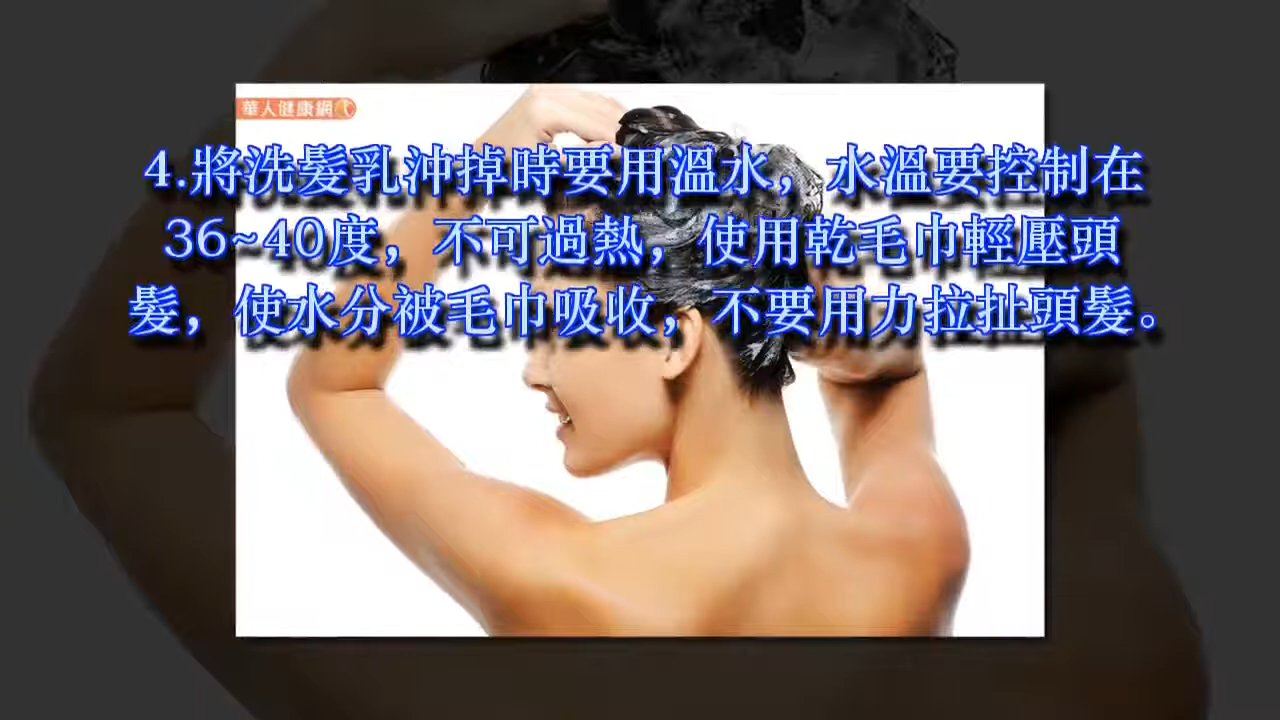 華人健康網
4.將洗髮乳沖掉時要用溫水，水溫要控制在
36~40度，不可過熱，使用乾毛巾輕壓頭
髮，使水分被毛巾吸收，不要用力拉扯頭髮。